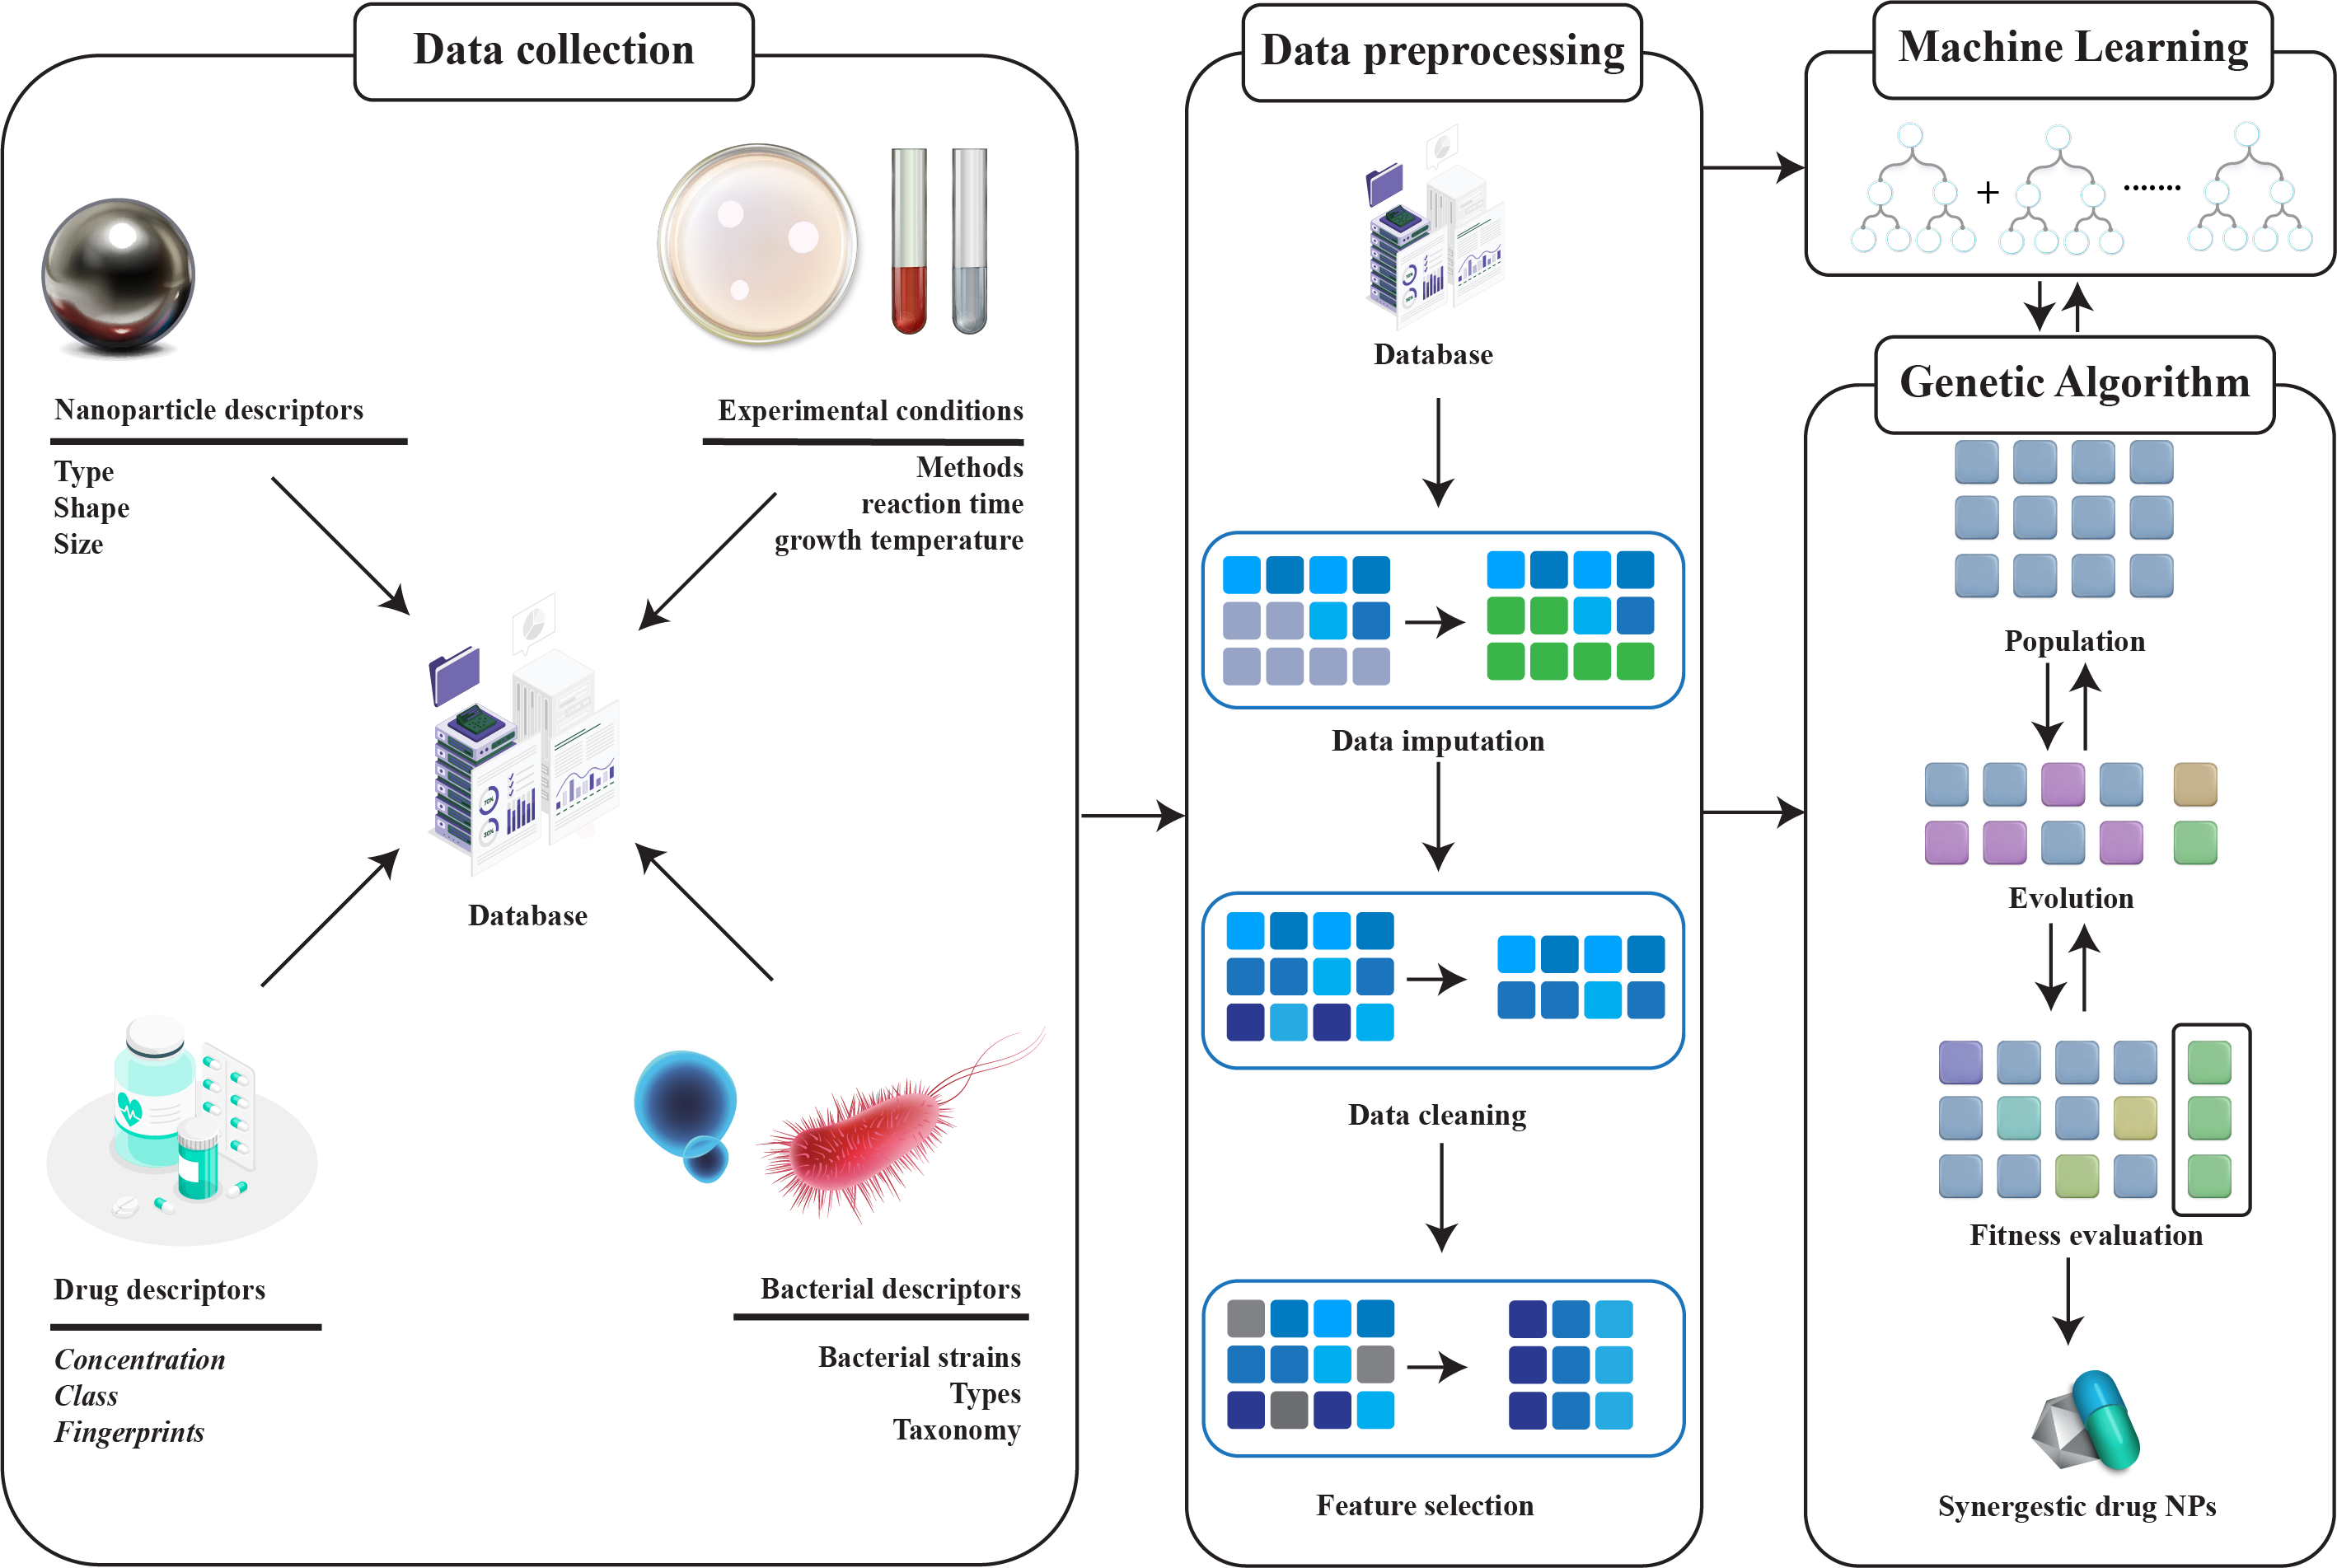 Data collection
Nanoparticle descriptors
Type
Shape
Size
Experimental conditions
Methods
reaction time
growth temperature
Database
Drug descriptors
Concentration
Class
Fingerprints
Bacterial descriptors
Bacterial strains
Types
Taxonomy
Data preprocessing
Database
Data imputation
Data cleaning
Feature selection
Machine Learning
+
.......
Genetic Algorithm
Population
Evolution
Fitness evaluation
Synergestic drug NPs